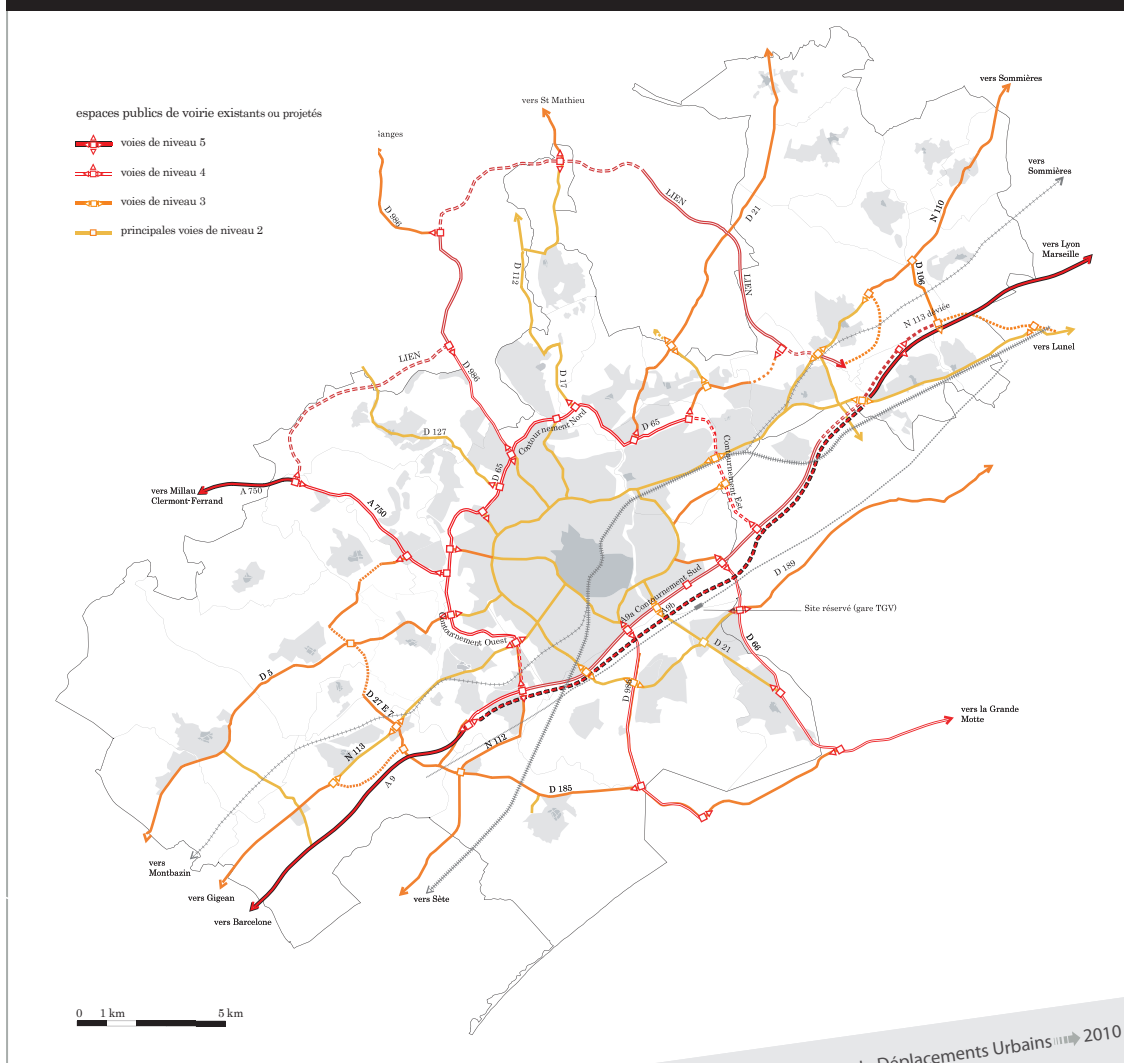 espaces publics de voirie existants ou projetés
voies de niveau 5
voies de niveau 4
voies de niveau 3
principales voies de niveau 2
vers St Mathieu
vers Sommières
vers
Sommières
vers Lyon
Marseille
vers Lunel
D 986
LIEN
D 21
N 110
D 106
N 113 déviée
D 112
LIEN
LIEN
D 986
D 17
D 127
Contournement Nord
D 65
D 65
Contournement Est
vers Millau
Clermont-Ferrand
A 750
A 750
D 189
A9a Contournement Sud
A9b
Site réservé (gare TGV)
Contournement Ouest
D 21
D 66
D 5
D 27 E 7
D 986
N 113
N 112
A 9
D 185
vers la Grande
Motte
vers
Montbazin
vers Gigean
vers Barcelone
vers Sète
0 1 km 5 km
Déplacements Urbains 2010